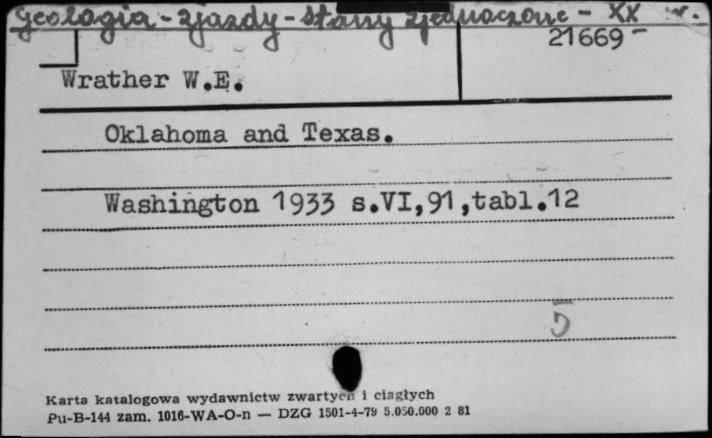 Geologia - zjazdy - Stany Zjednoczone - XX w.
21669
Wrather W.E.
Oklahoma and Texas.
Washington 1933 s.VI,91,tabl.12
5
Karta katalogowa wydawnictw zwartych i ciągłych
Pu-B-144 zam. 1016-WA-O-n — DZG 1501-4-79 5.050.000 2 81